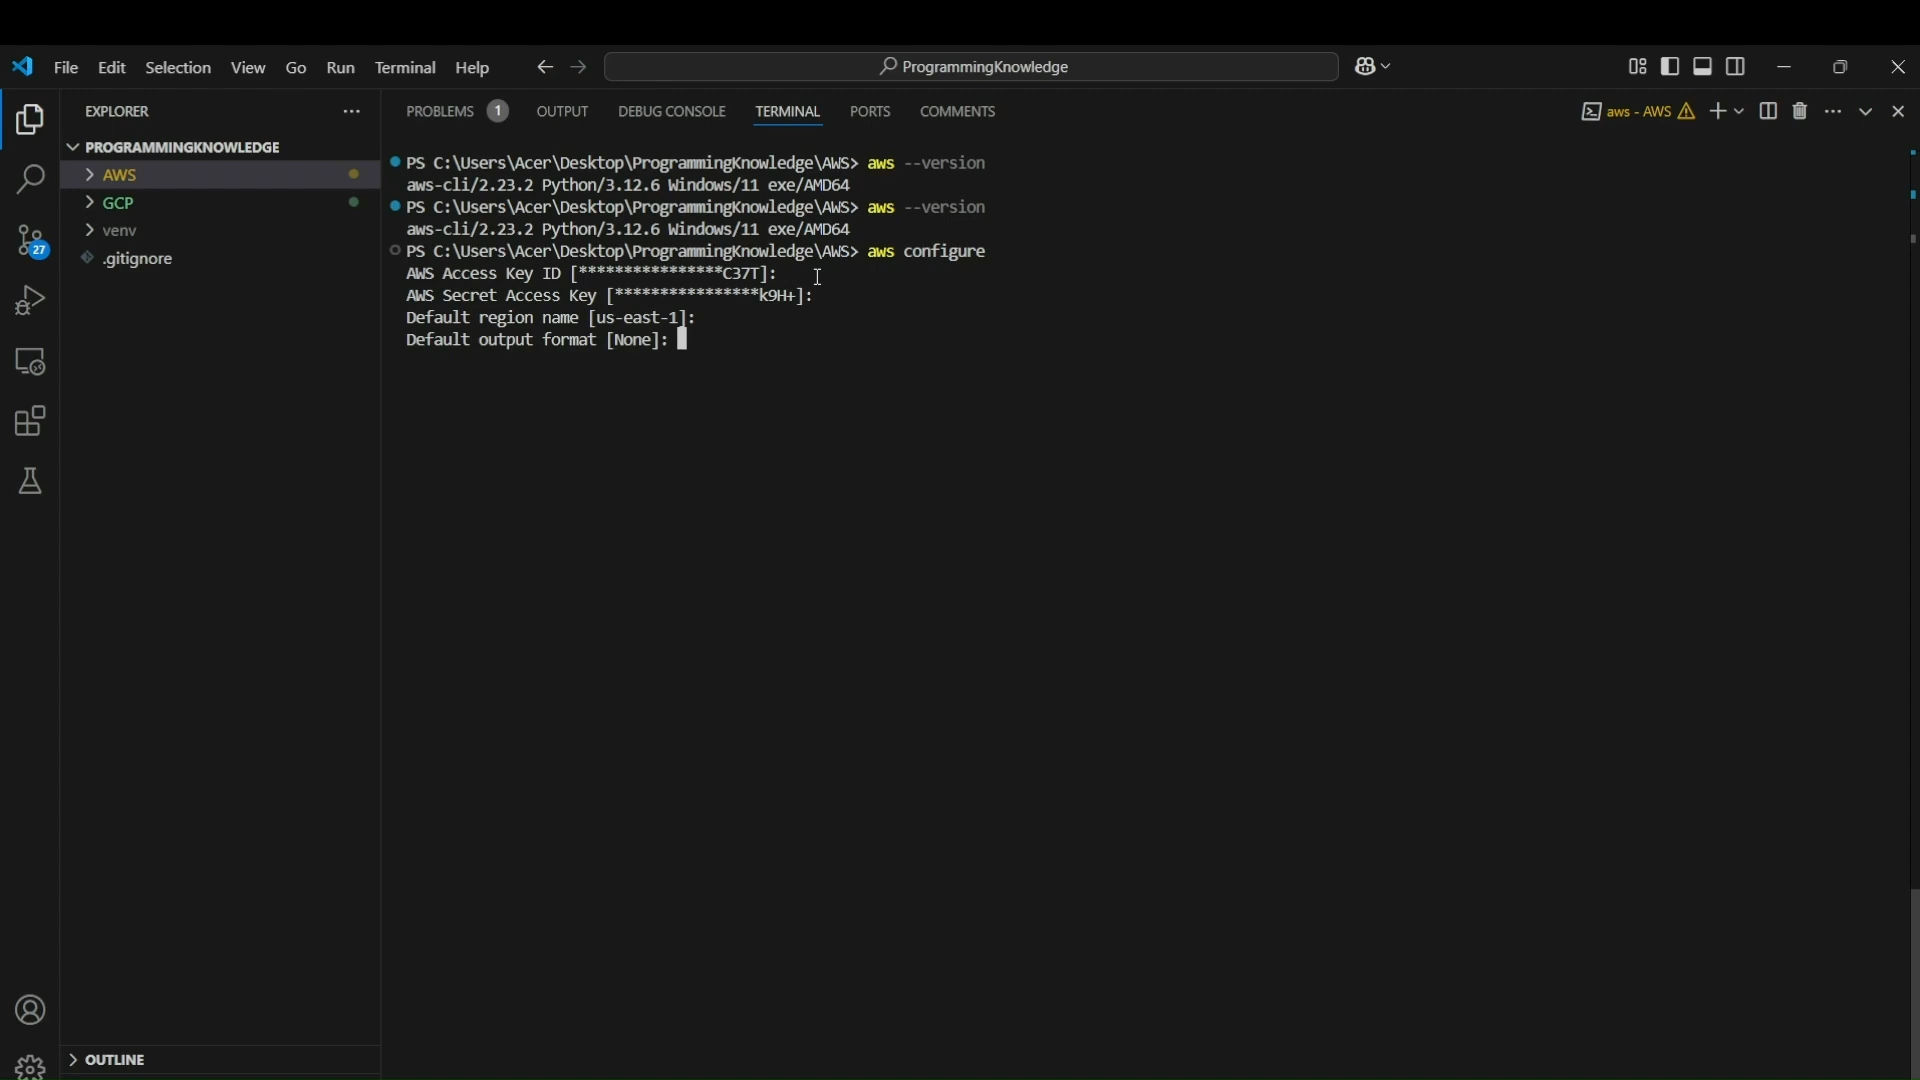 File Edit Selection View Go Run Terminal Help
ProgrammingKnowledge
EXPLORER
PROGRAMMINGKNOWLEDGE
AWS
GCP
venv
.gitignore
27
OUTLINE
PROBLEMS 1 OUTPUT DEBUG CONSOLE TERMINAL PORTS COMMENTS
aws - AWS
PS C:\Users\Acer\Desktop\ProgrammingKnowledge\AWS> aws --version
aws-cli/2.23.2 Python/3.12.6 Windows/11 exe/AMD64
PS C:\Users\Acer\Desktop\ProgrammingKnowledge\AWS> aws --version
aws-cli/2.23.2 Python/3.12.6 Windows/11 exe/AMD64
PS C:\Users\Acer\Desktop\ProgrammingKnowledge\AWS> aws configure
AWS Access Key ID [****************C37T]:
AWS Secret Access Key [****************k9H+]:
Default region name [us-east-1]:
Default output format [None]: